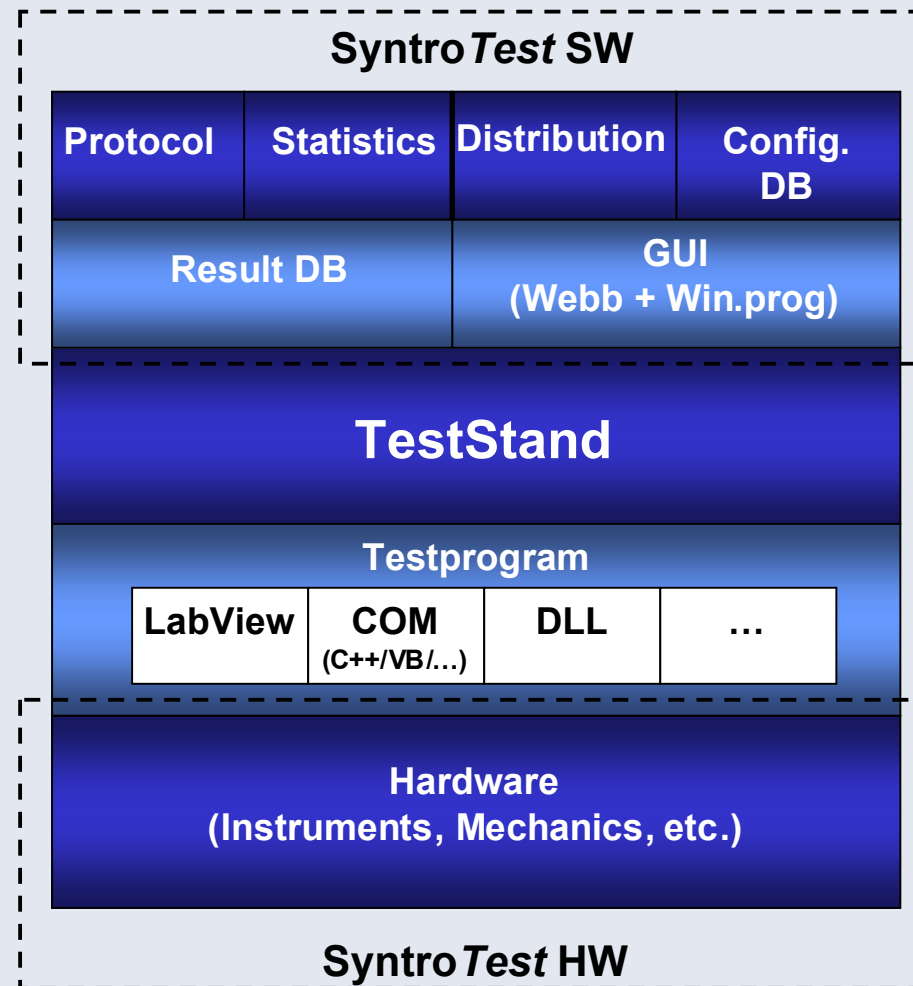 SyntroTest SW
Protocol
Statistics
Distribution
Config.
DB
Result DB
GUI
(Webb + Win.prog)
TestStand
Testprogram
LabView
COM
(C++/VB/…)
DLL
…
Hardware
(Instruments, Mechanics, etc.)
SyntroTest HW